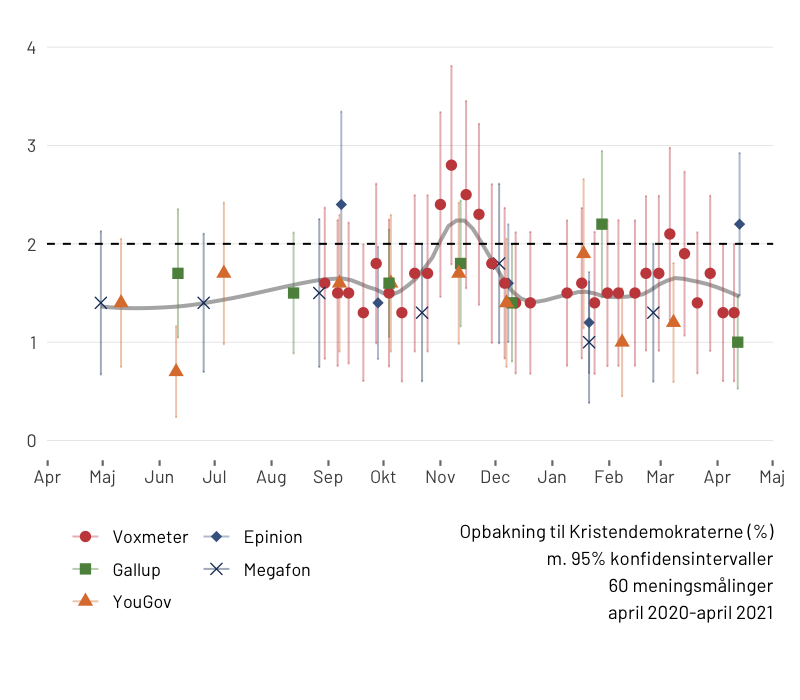 4
3
2
1
0
Apr Maj Jun Jul Aug Sep Okt Nov Dec Jan Feb Mar Apr Maj
Voxmeter Epinion
Gallup Megafon
YouGov
Opbakning til Kristendemokraterne (%)
m. 95% konfidensintervaller
60 meningsmålinger
april 2020-april 2021